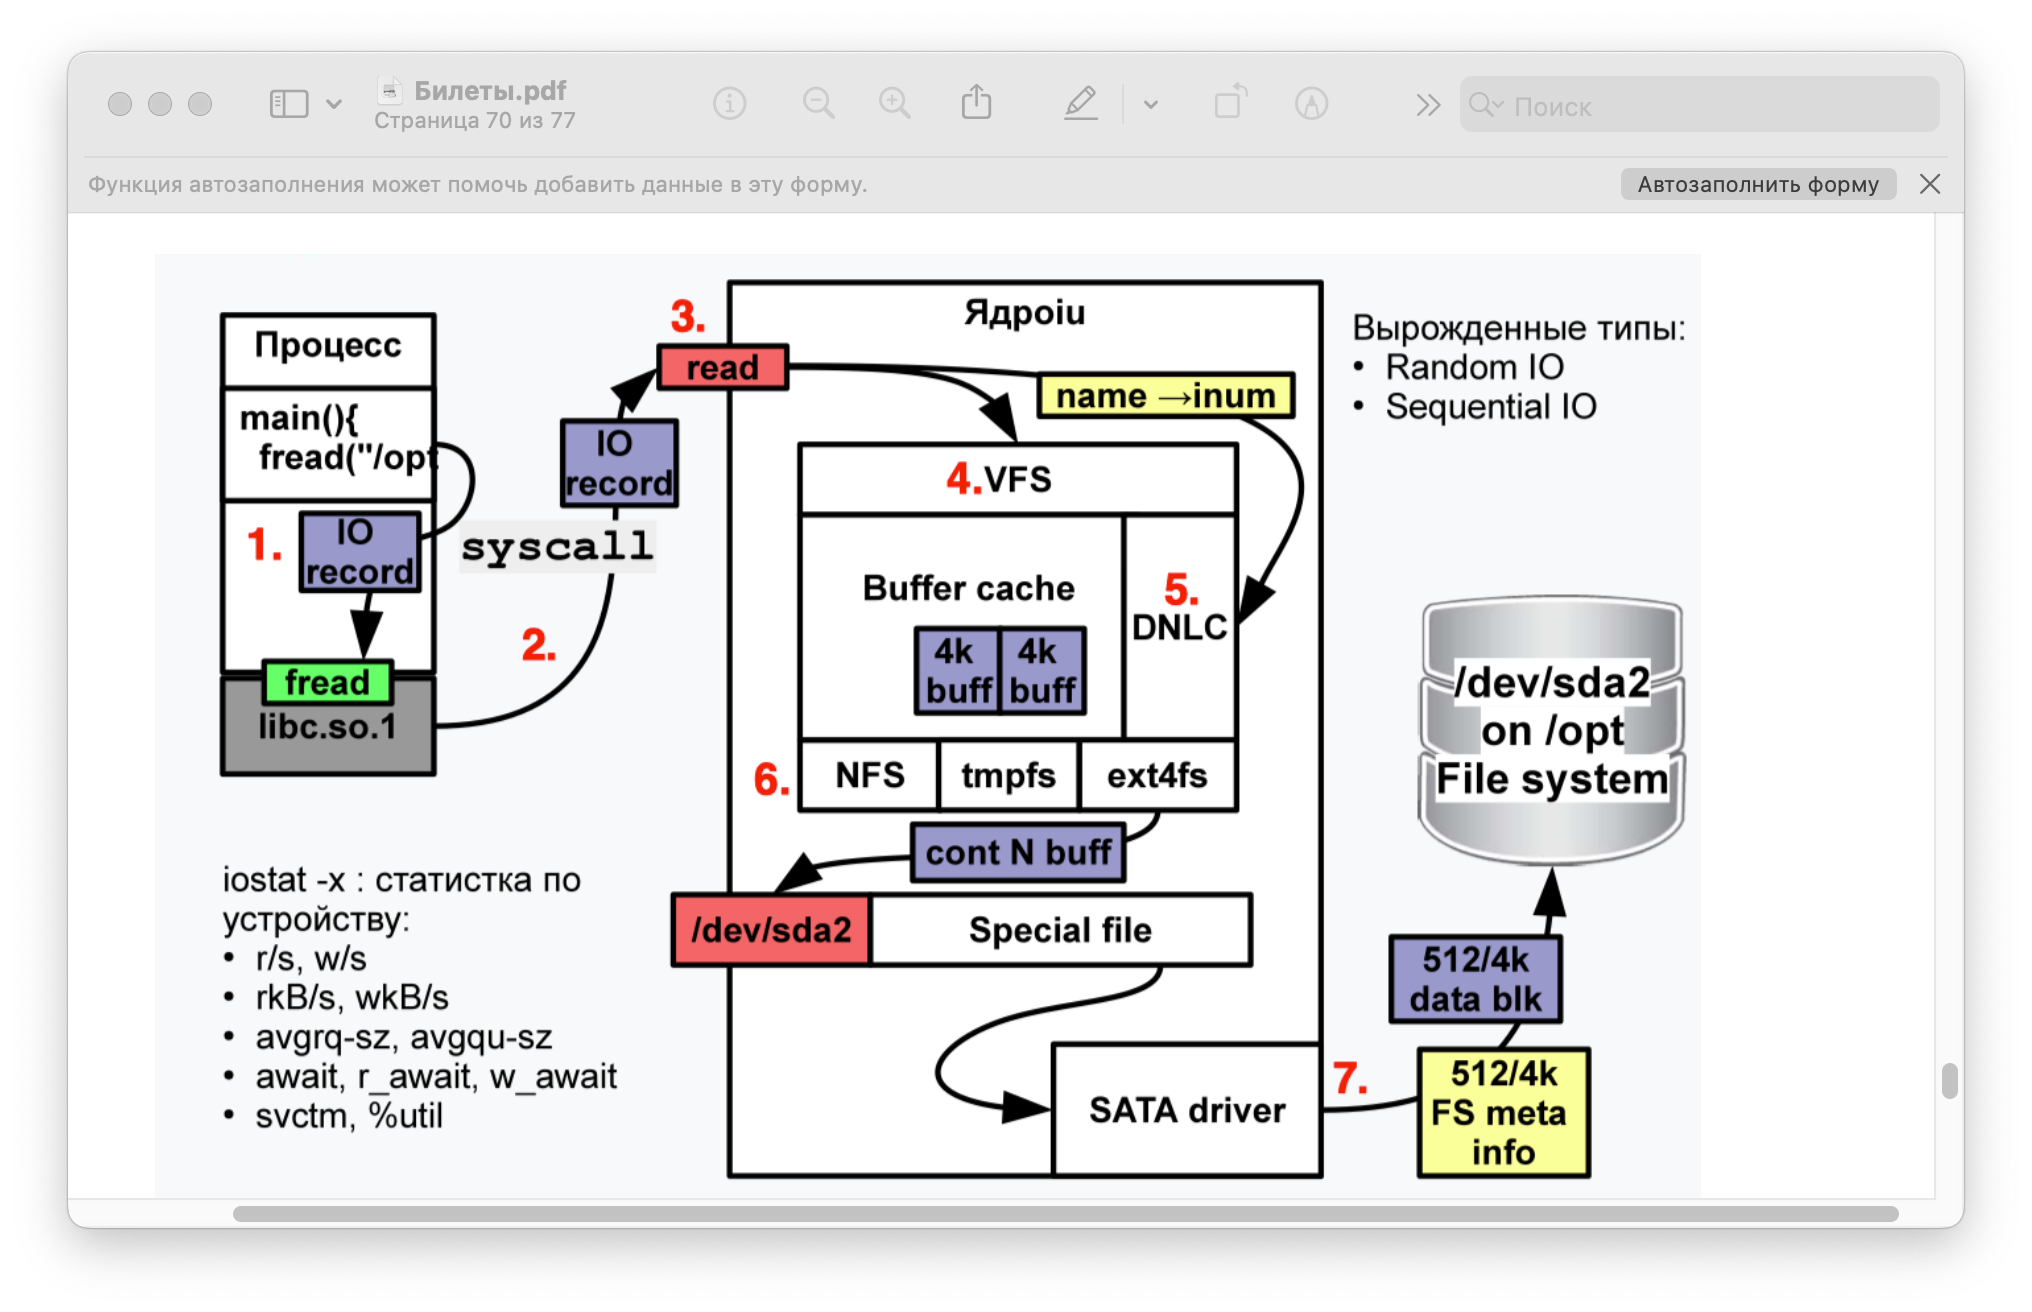 Билеты.pdf
Страница 70 из 77
Поиск
Функция автозаполнения может помочь добавить данные в эту форму.
Автозаполнить форму
Процесс
main(){
fread("/opt
1.
IO
record
fread
libc.so.1
2.
syscall
IO
record
3.
read
Ядроiu
name →inum
4.VFS
Buffer cache
4k
buff
4k
buff
5.
DNLC
6.
NFS
tmpfs
ext4fs
cont N buff
/dev/sda2
Special file
SATA driver
7.
512/4k
FS meta
info
512/4k
data blk
/dev/sda2
on /opt
File system
Вырожденные типы:
• Random IO
• Sequential IO
iostat -x : статистка по
устройству:
• r/s, w/s
• rkB/s, wkB/s
• avgrq-sz, avgqu-sz
• await, r_await, w_await
• svctm, %util